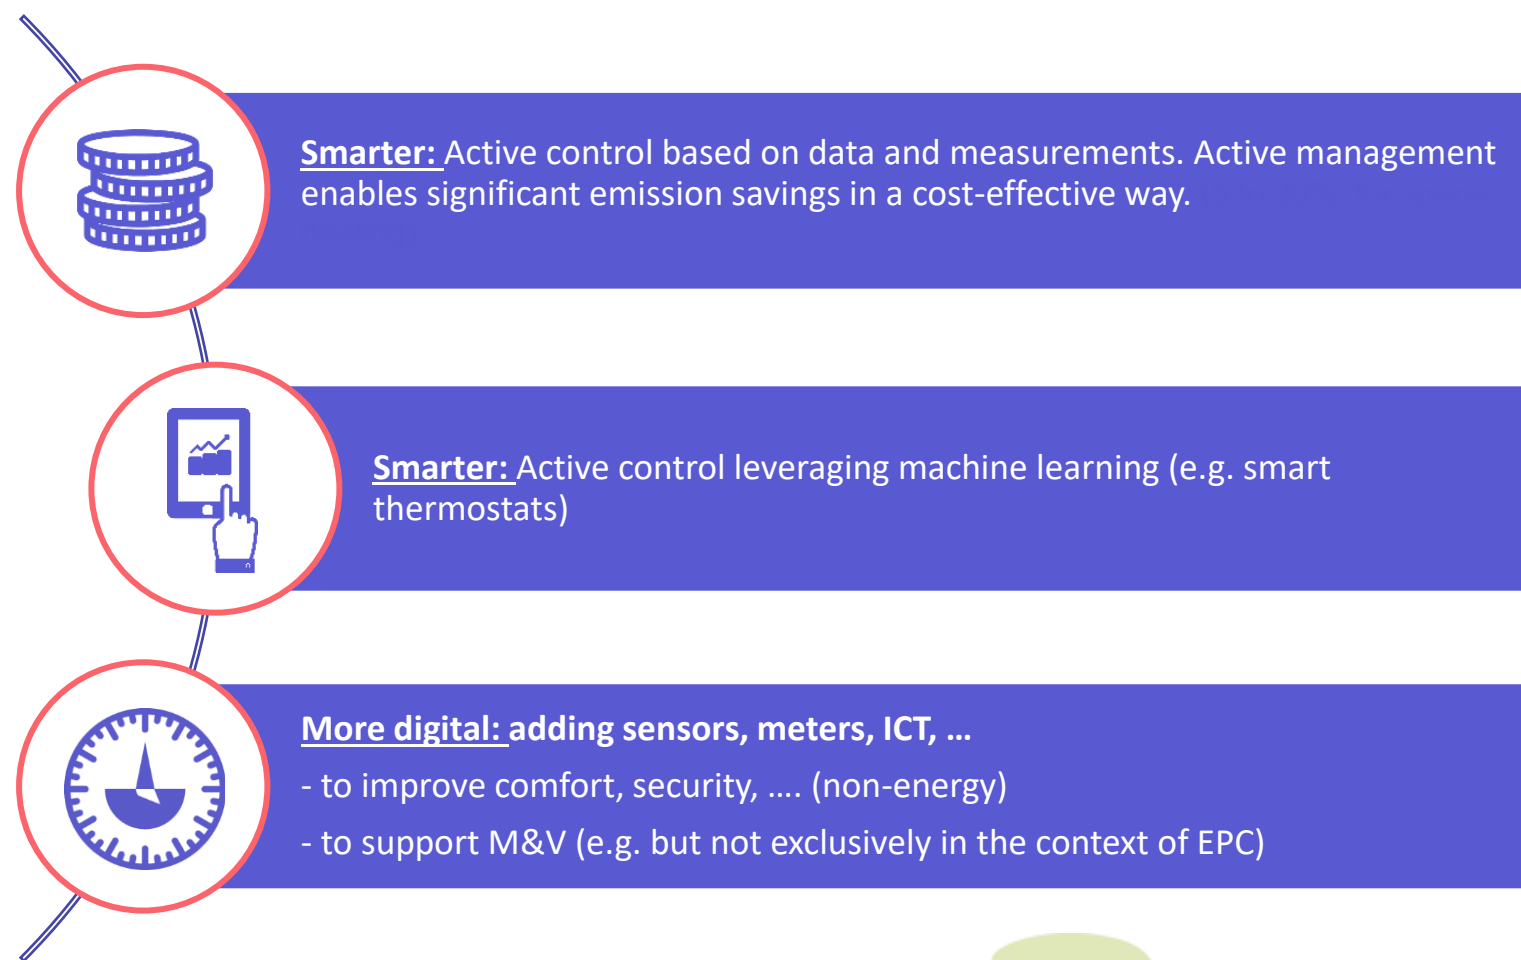 Smarter: Active control based on data and measurements. Active management
enables significant emission savings in a cost-effective way.
Smarter: Active control leveraging machine learning (e.g. smart
thermostats)
More digital: adding sensors, meters, ICT, …
- to improve comfort, security, …. (non-energy)
- to support M&V (e.g. but not exclusively in the context of EPC)